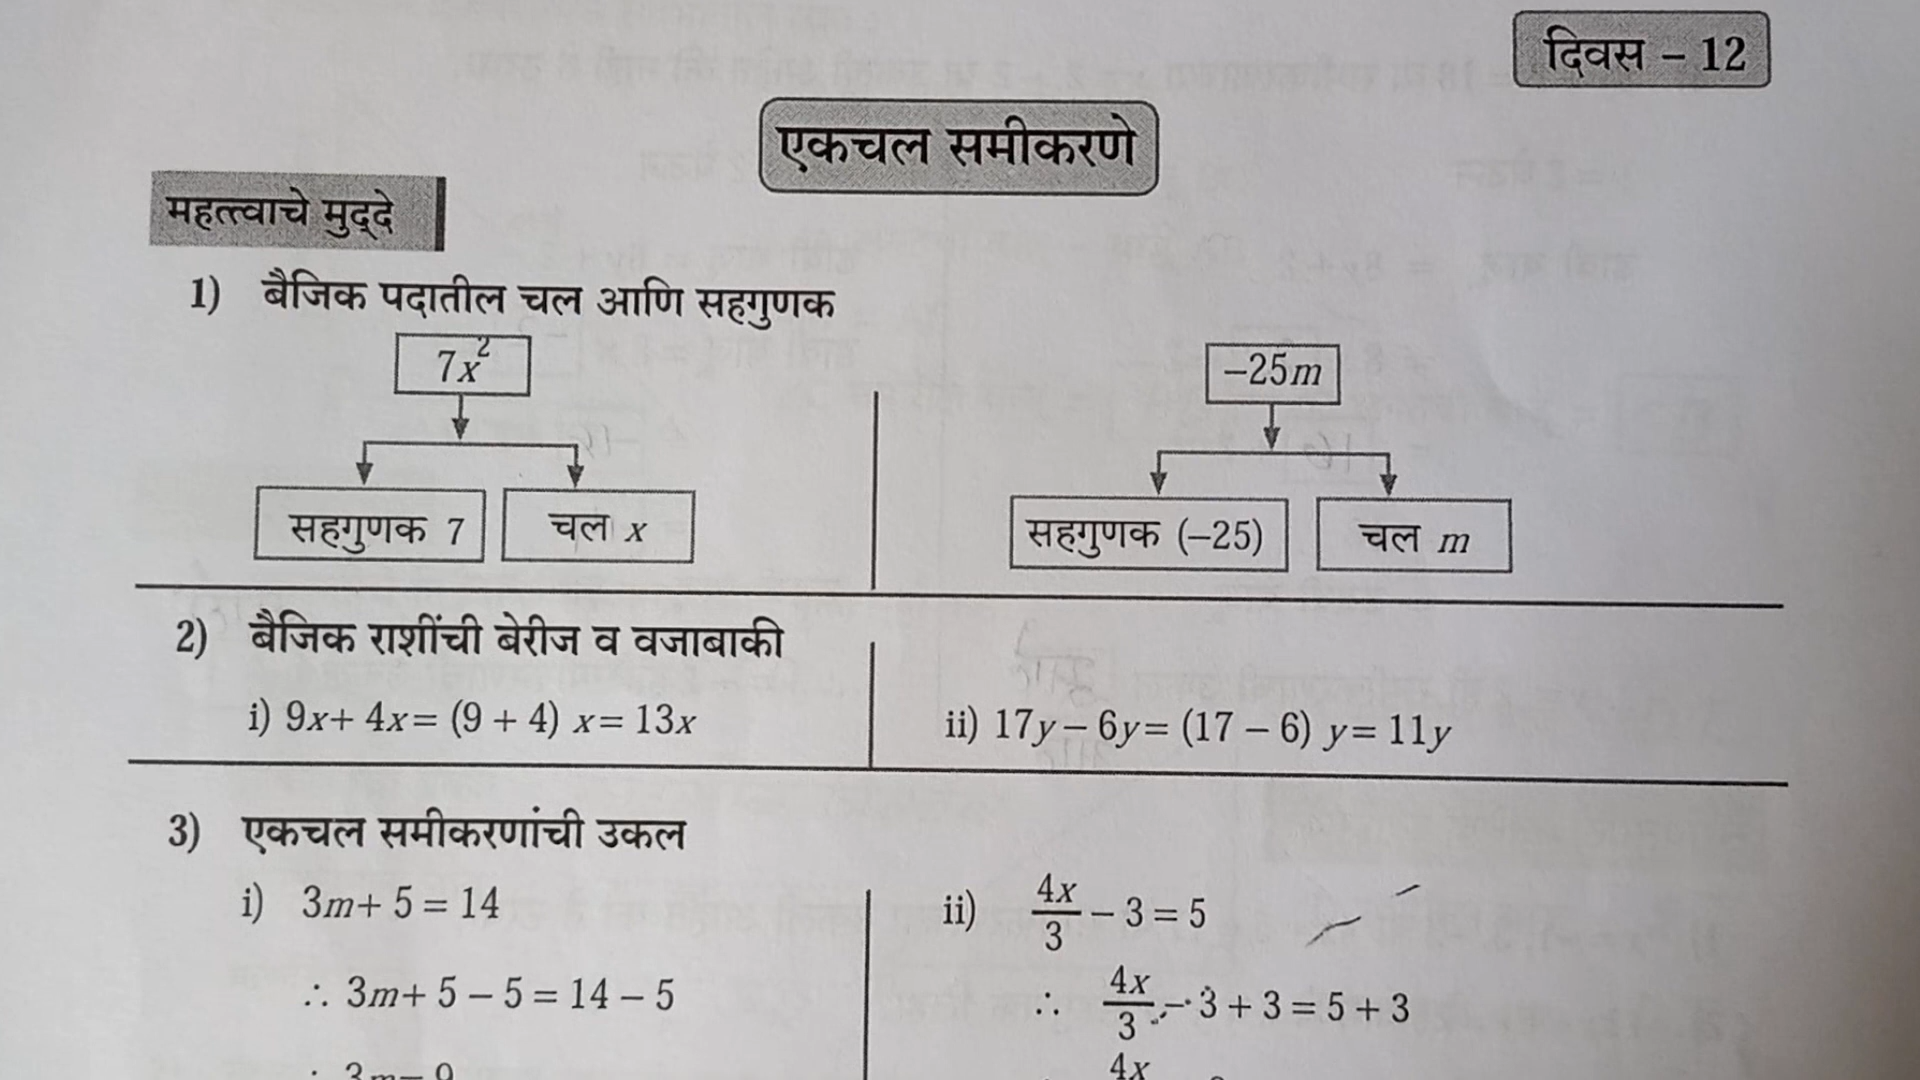 दिवस – 12
एकचल समीकरणे
महत्त्वाचे मुद्दे
1) बैजिक पदातील चल आणि सहगुणक
7x² –25m
सहगुणक 7 चल x सहगुणक (–25) चल m
2) बैजिक राशींची बेरीज व वजाबाकी
i) 9x+ 4x= (9 + 4) x= 13x ii) 17y – 6y= (17 – 6) y= 11y
3) एकचल समीकरणांची उकल
i) 3m+ 5 = 14 ii) 4x/3 – 3 = 5
∴ 3m+ 5 – 5 = 14 – 5 ∴ 4x/3 – 3 + 3 = 5 + 3
3m= 9 4x